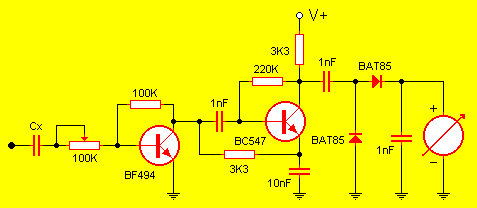 V+
3K3
1nF
BAT85
220K
100K
1nF
Cx
BC547
BAT85
+
100K
3K3
1nF
−
BF494
10nF